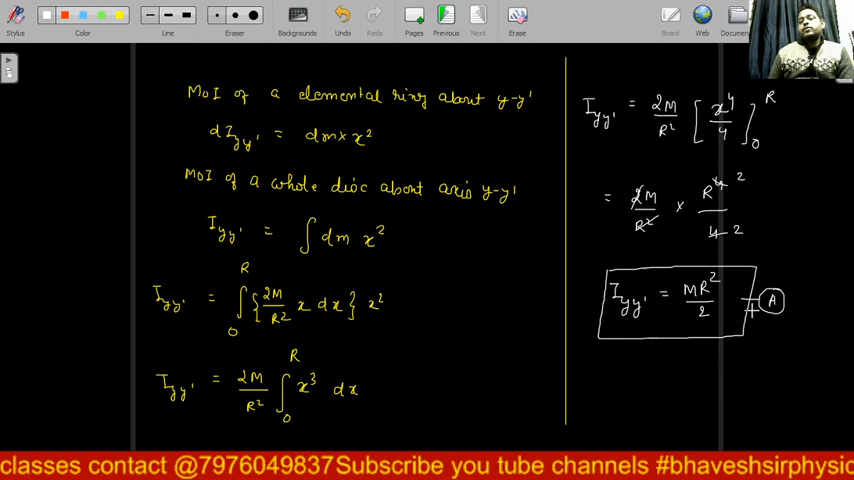 Stylus
Color
Line
Eraser
Backgrounds
Undo
Redo
Pages
Previous
Next
Erase
Board
Web
Documen
MOI of a elemental ring about y-y'
dIyy' = dm x x²
MOI of a whole disc about axis y-y'
Iyy' = ∫ dm x²
Iyy' = ∫₀ᴿ {2M/R² x dx} x²
Iyy' = 2M/R² ∫₀ᴿ x³ dx
Iyy' = 2M/R² [x⁴/4]₀ᴿ
= 2M/R² × R⁴ 2/4 2
Iyy' = MR²/2 A
classes contact @7976049837Subscribe you tube channels #bhaveshsirphysic